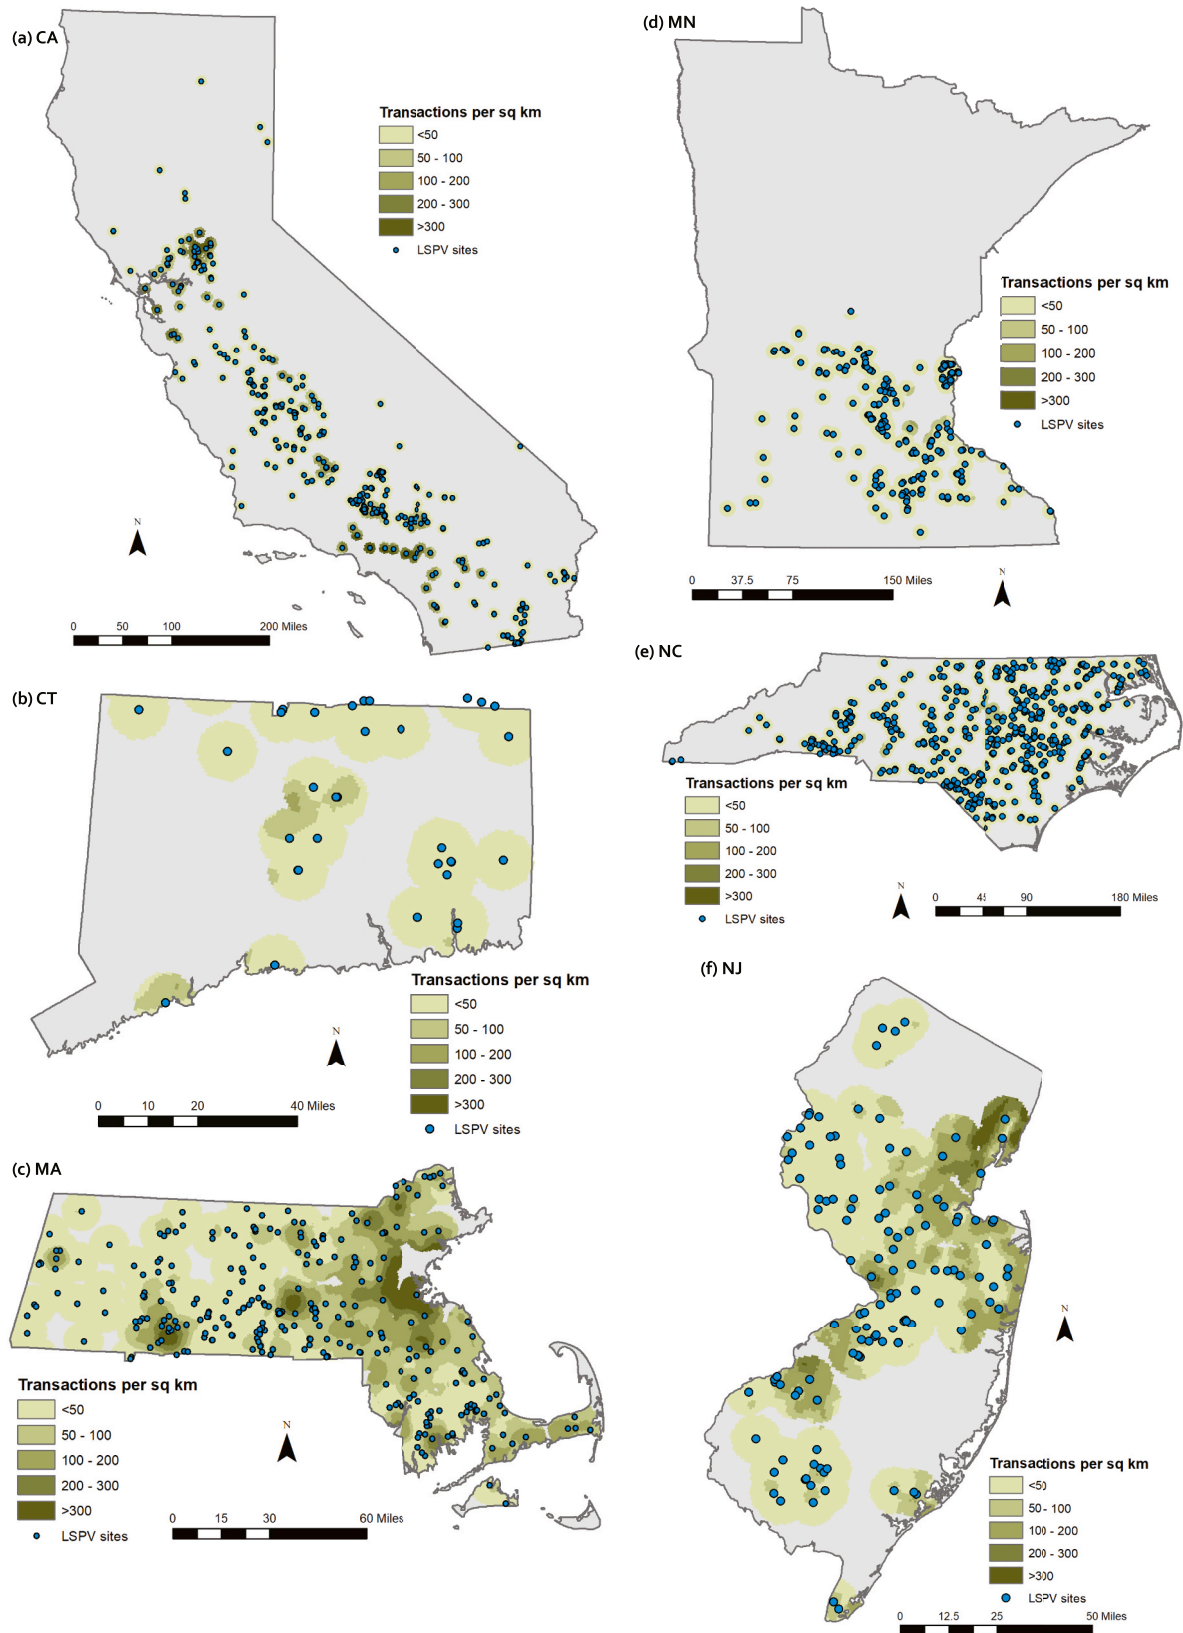 (a) CA
Transactions per sq km
<50
50 - 100
100 - 200
200 - 300
>300
LSPV sites
N
0 50 100 200 Miles
(b) CT
Transactions per sq km
<50
50 - 100
100 - 200
200 - 300
>300
LSPV sites
N
0 10 20 40 Miles
(c) MA
Transactions per sq km
<50
50 - 100
100 - 200
200 - 300
>300
LSPV sites
N
0 15 30 60 Miles
(d) MN
Transactions per sq km
<50
50 - 100
100 - 200
200 - 300
>300
LSPV sites
0 37.5 75 150 Miles
N
(e) NC
Transactions per sq km
<50
50 - 100
100 - 200
200 - 300
>300
LSPV sites
N
0 45 90 180 Miles
(f) NJ
N
Transactions per sq km
<50
50 - 100
100 - 200
200 - 300
>300
LSPV sites
0 12.5 25 50 Miles